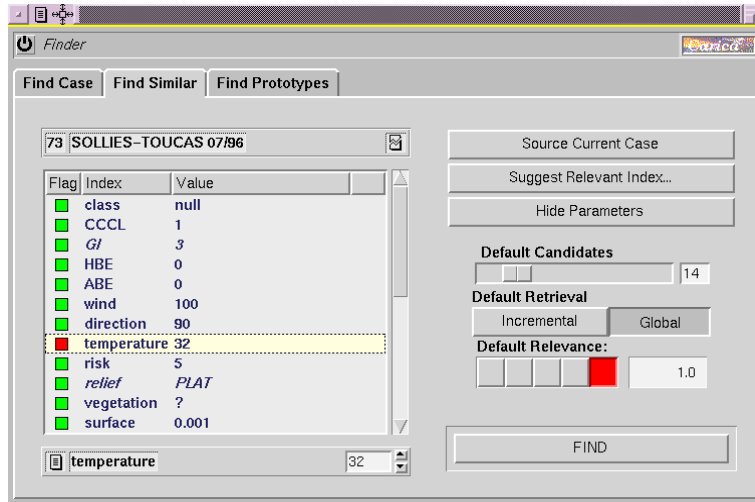 Finder
Carica
Find Case Find Similar Find Prototypes
73 SOLLIES-TOUCAS 07/96
Flag Index Value
class null
CCCL 1
GI 3
HBE 0
ABE 0
wind 100
direction 90
temperature 32
risk 5
relief PLAT
vegetation ?
surface 0.001
temperature 32
Source Current Case
Suggest Relevant Index...
Hide Parameters
Default Candidates
14
Default Retrieval
Incremental Global
Default Relevance:
1.0
FIND